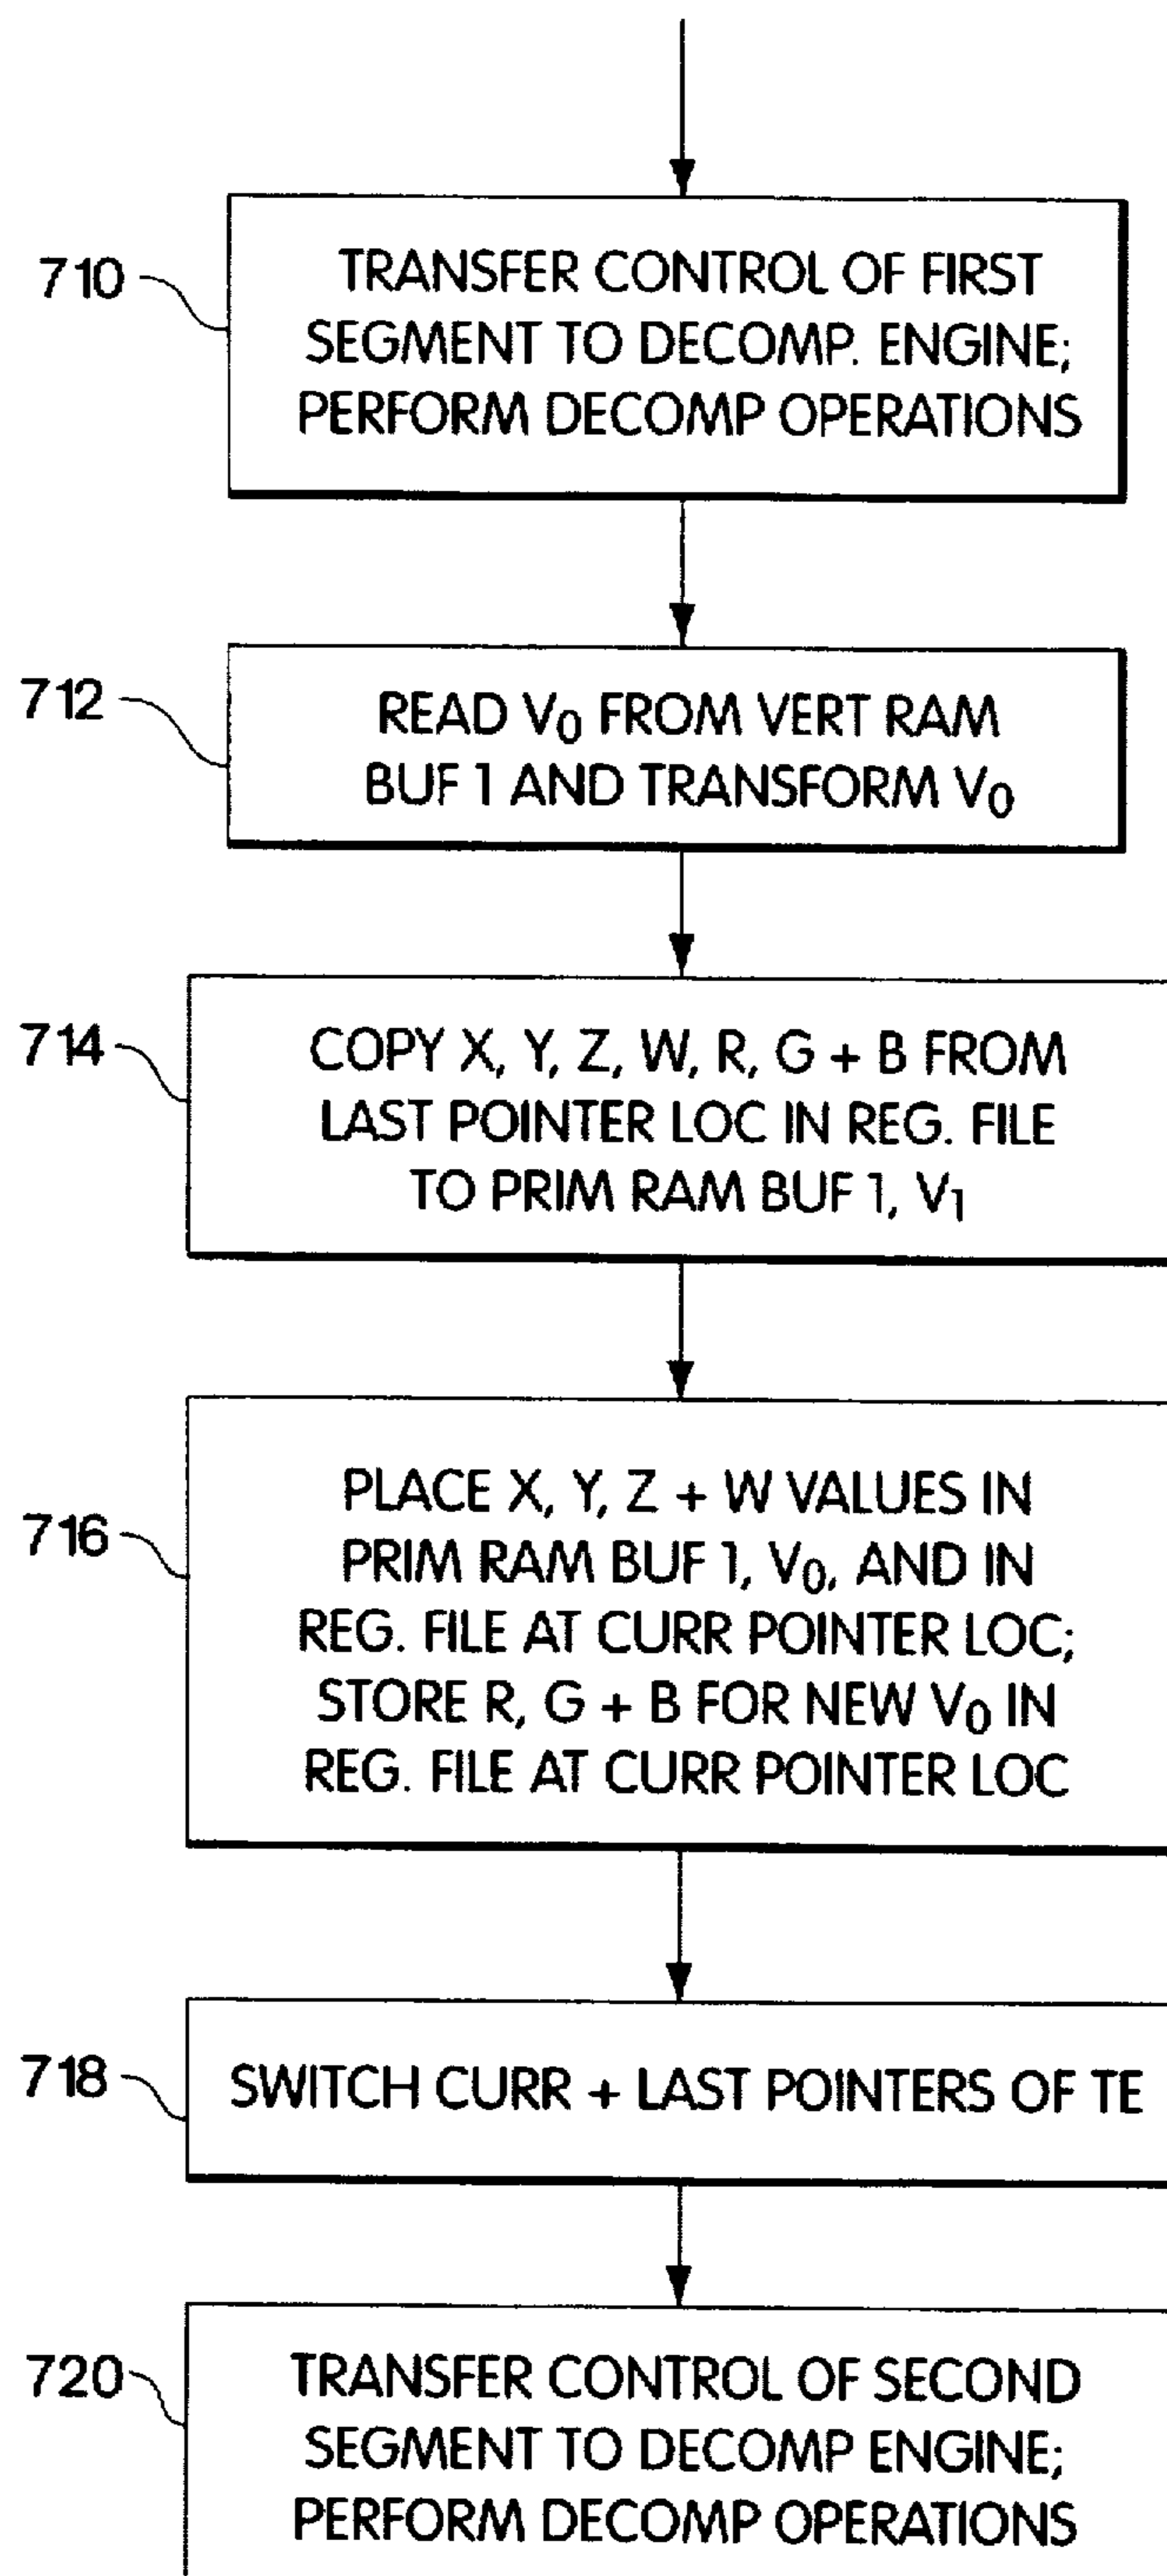 710
TRANSFER CONTROL OF FIRST
SEGMENT TO DECOMP. ENGINE;
PERFORM DECOMP OPERATIONS
712
READ V0 FROM VERT RAM
BUF 1 AND TRANSFORM V0
714
COPY X, Y, Z, W, R, G + B FROM
LAST POINTER LOC IN REG. FILE
TO PRIM RAM BUF 1, V1
716
PLACE X, Y, Z + W VALUES IN
PRIM RAM BUF 1, V0, AND IN
REG. FILE AT CURR POINTER LOC;
STORE R, G + B FOR NEW V0 IN
REG. FILE AT CURR POINTER LOC
718
SWITCH CURR + LAST POINTERS OF TE
720
TRANSFER CONTROL OF SECOND
SEGMENT TO DECOMP ENGINE;
PERFORM DECOMP OPERATIONS